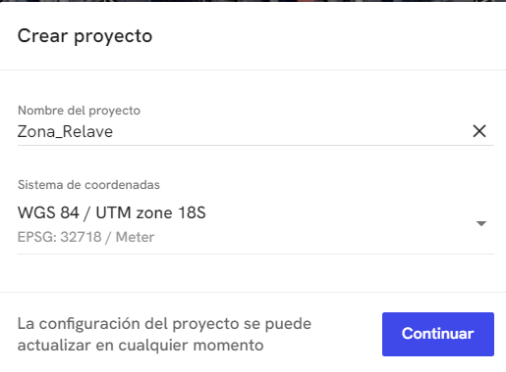 Crear proyecto
Nombre del proyecto
Zona_Relave
Sistema de coordenadas
WGS 84 / UTM zone 18S
EPSG: 32718 / Meter
La configuración del proyecto se puede
actualizar en cualquier momento
Continuar